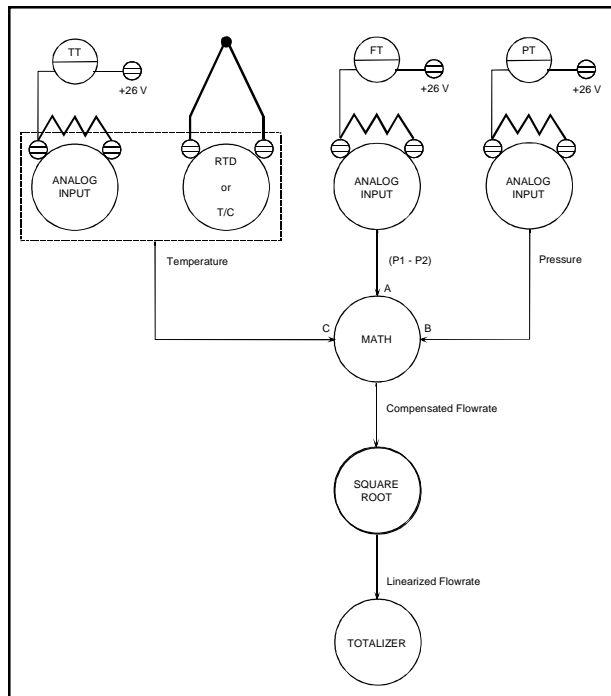 TT
FT
PT
+26 V
+26 V
+26 V
ANALOG
INPUT
RTD
or
T/C
ANALOG
INPUT
ANALOG
INPUT
Temperature
(P1 - P2)
Pressure
A
C
B
MATH
Compensated Flowrate
SQUARE
ROOT
Linearized Flowrate
TOTALIZER